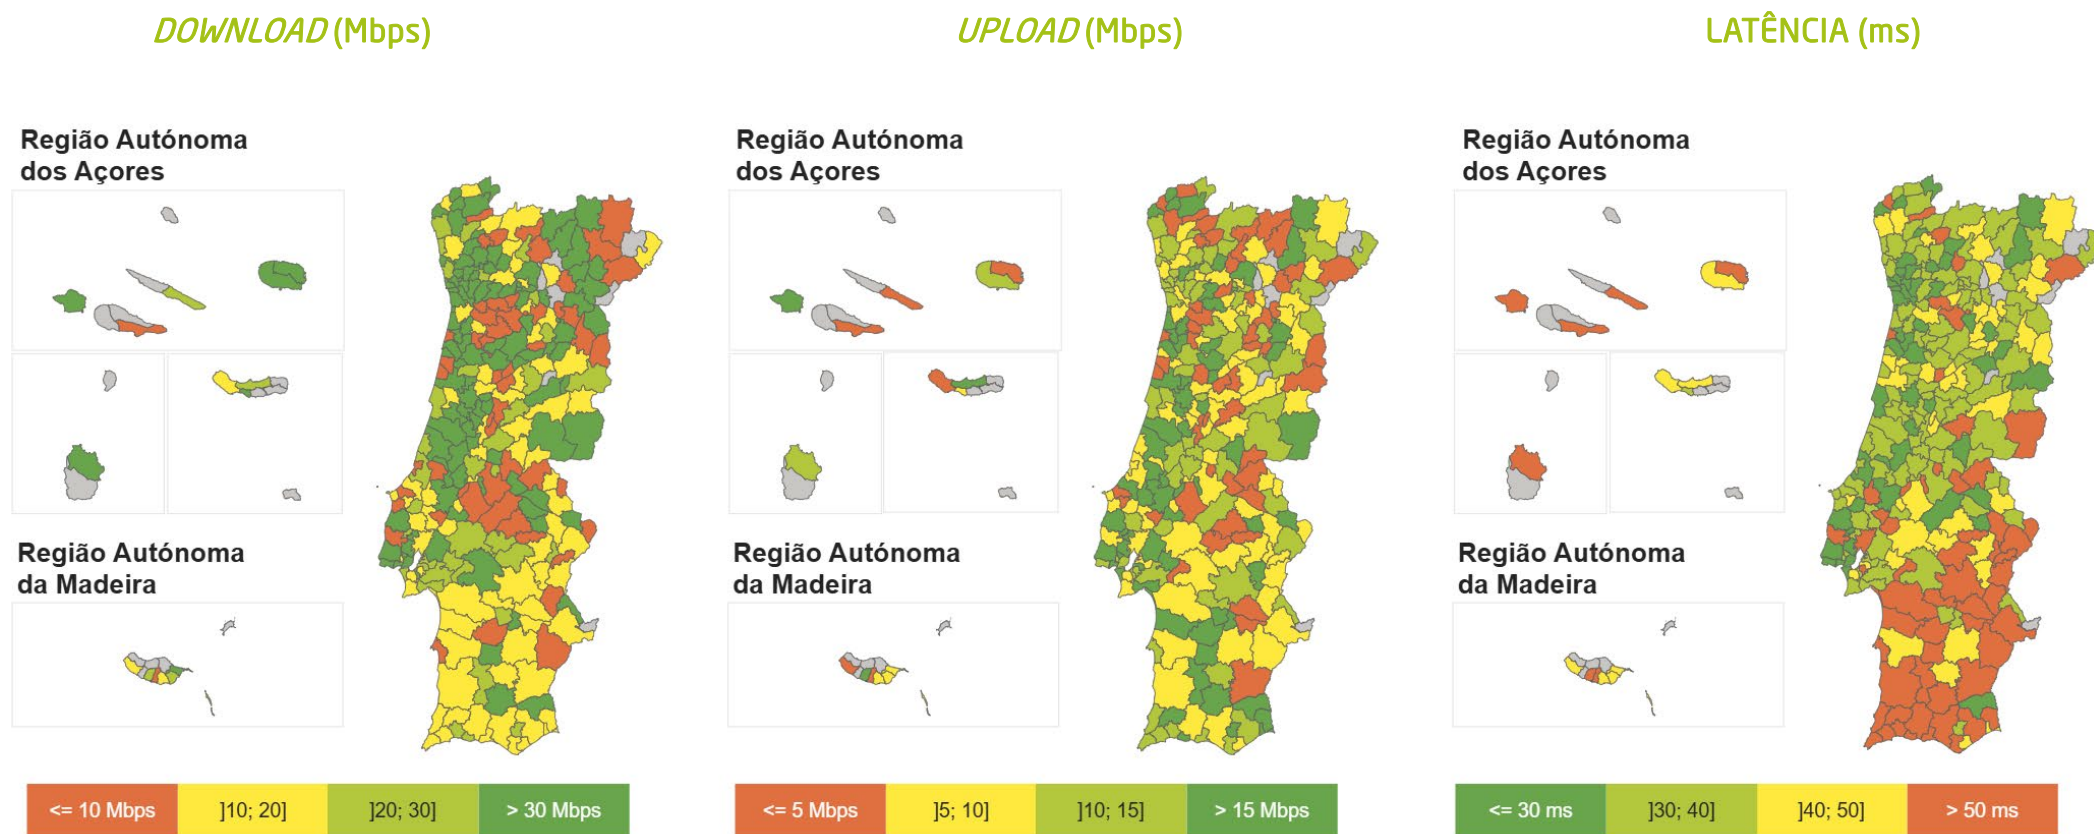 DOWNLOAD (Mbps)
UPLOAD (Mbps)
LATÊNCIA (ms)
Região Autónoma
dos Açores
Região Autónoma
dos Açores
Região Autónoma
dos Açores
Região Autónoma
da Madeira
Região Autónoma
da Madeira
Região Autónoma
da Madeira
<= 10 Mbps ]10; 20] ]20; 30] > 30 Mbps
<= 5 Mbps ]5; 10] ]10; 15] > 15 Mbps
<= 30 ms ]30; 40] ]40; 50] > 50 ms